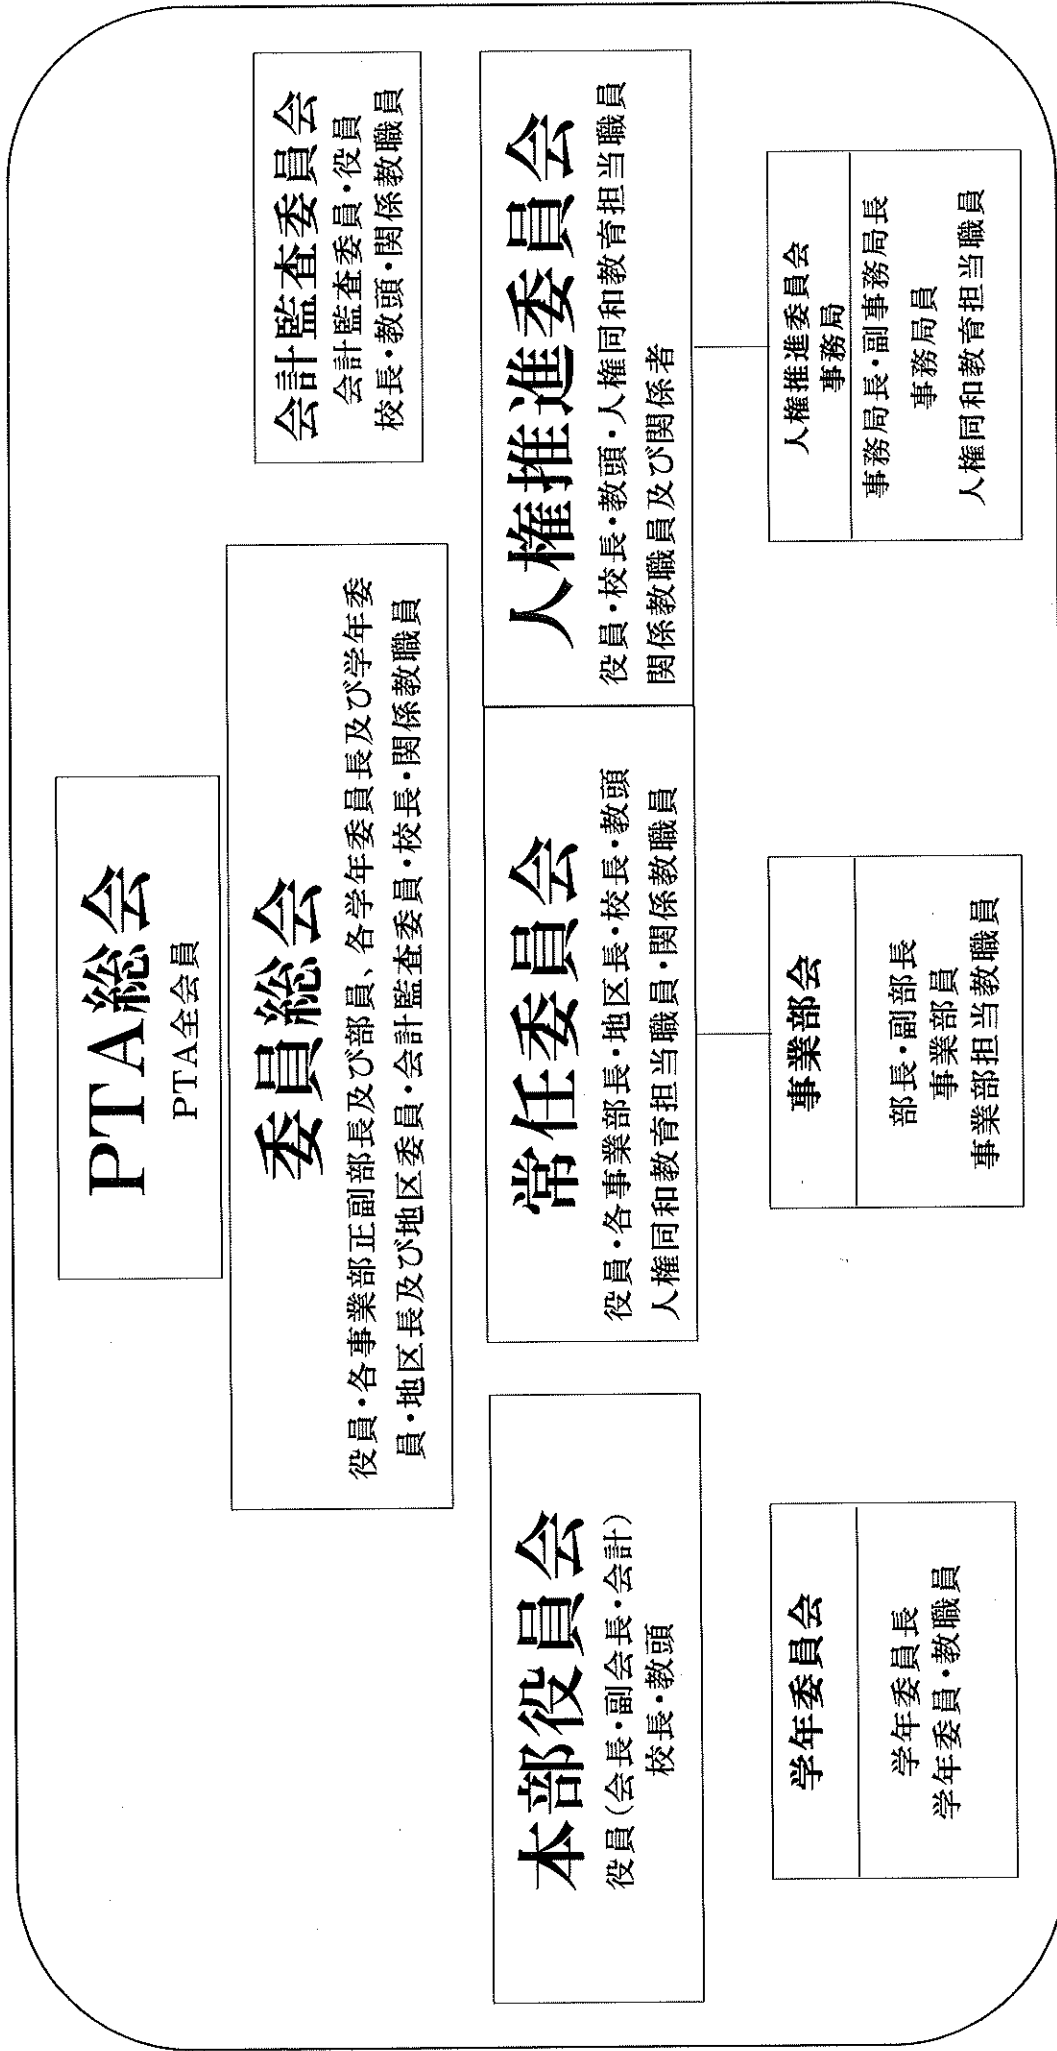 PTA総会
PTA全会員
委員総会
役員・各事業部正副部長及び部員、各学年委員長及び学年委
員・地区長及び地区委員・会計監査委員・校長・関係教職員
会計監査委員会
会計監査委員・役員
校長・教頭・関係教職員
本部役員会
役員(会長・副会長・会計)
校長・教頭
常任委員会
役員・各事業部長・地区長・校長・教頭
人権同和教育担当職員・関係教職員
人権推進委員会
役員・校長・教頭・人権同和教育担当職員
関係教職員及び関係者
学年委員会
学年委員長
学年委員・教職員
事業部会
部長・副部長
事業部員
事業部担当教職員
人権推進委員会
事務局
事務局長・副事務局長
事務局員
人権同和教育担当職員